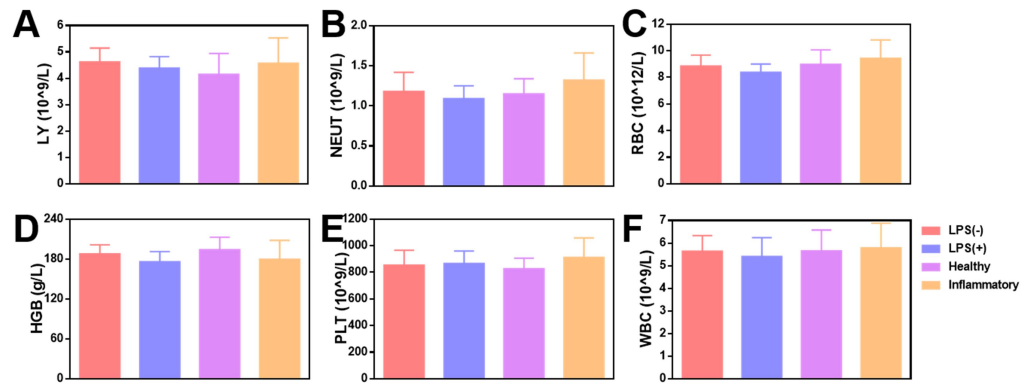 A
LY (10^9/L)
6
5
4
3
2
1
0
B
NEUT (10^9/L)
2.0
1.5
1.0
0.5
0.0
C
RBC (10^12/L)
12
10
8
6
4
2
0
D
HGB (g/L)
240
180
120
60
0
E
PLT (10^9/L)
1200
1000
800
600
400
200
0
F
WBC (10^9/L)
7
6
5
4
3
2
1
0
LPS(-)
LPS(+)
Healthy
Inflammatory